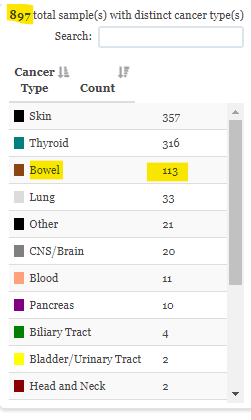 897 total sample(s) with distinct cancer type(s)
Search:
Cancer Type Count
Skin 357
Thyroid 316
Bowel 113
Lung 33
Other 21
CNS/Brain 20
Blood 11
Pancreas 10
Biliary Tract 4
Bladder/Urinary Tract 2
Head and Neck 2